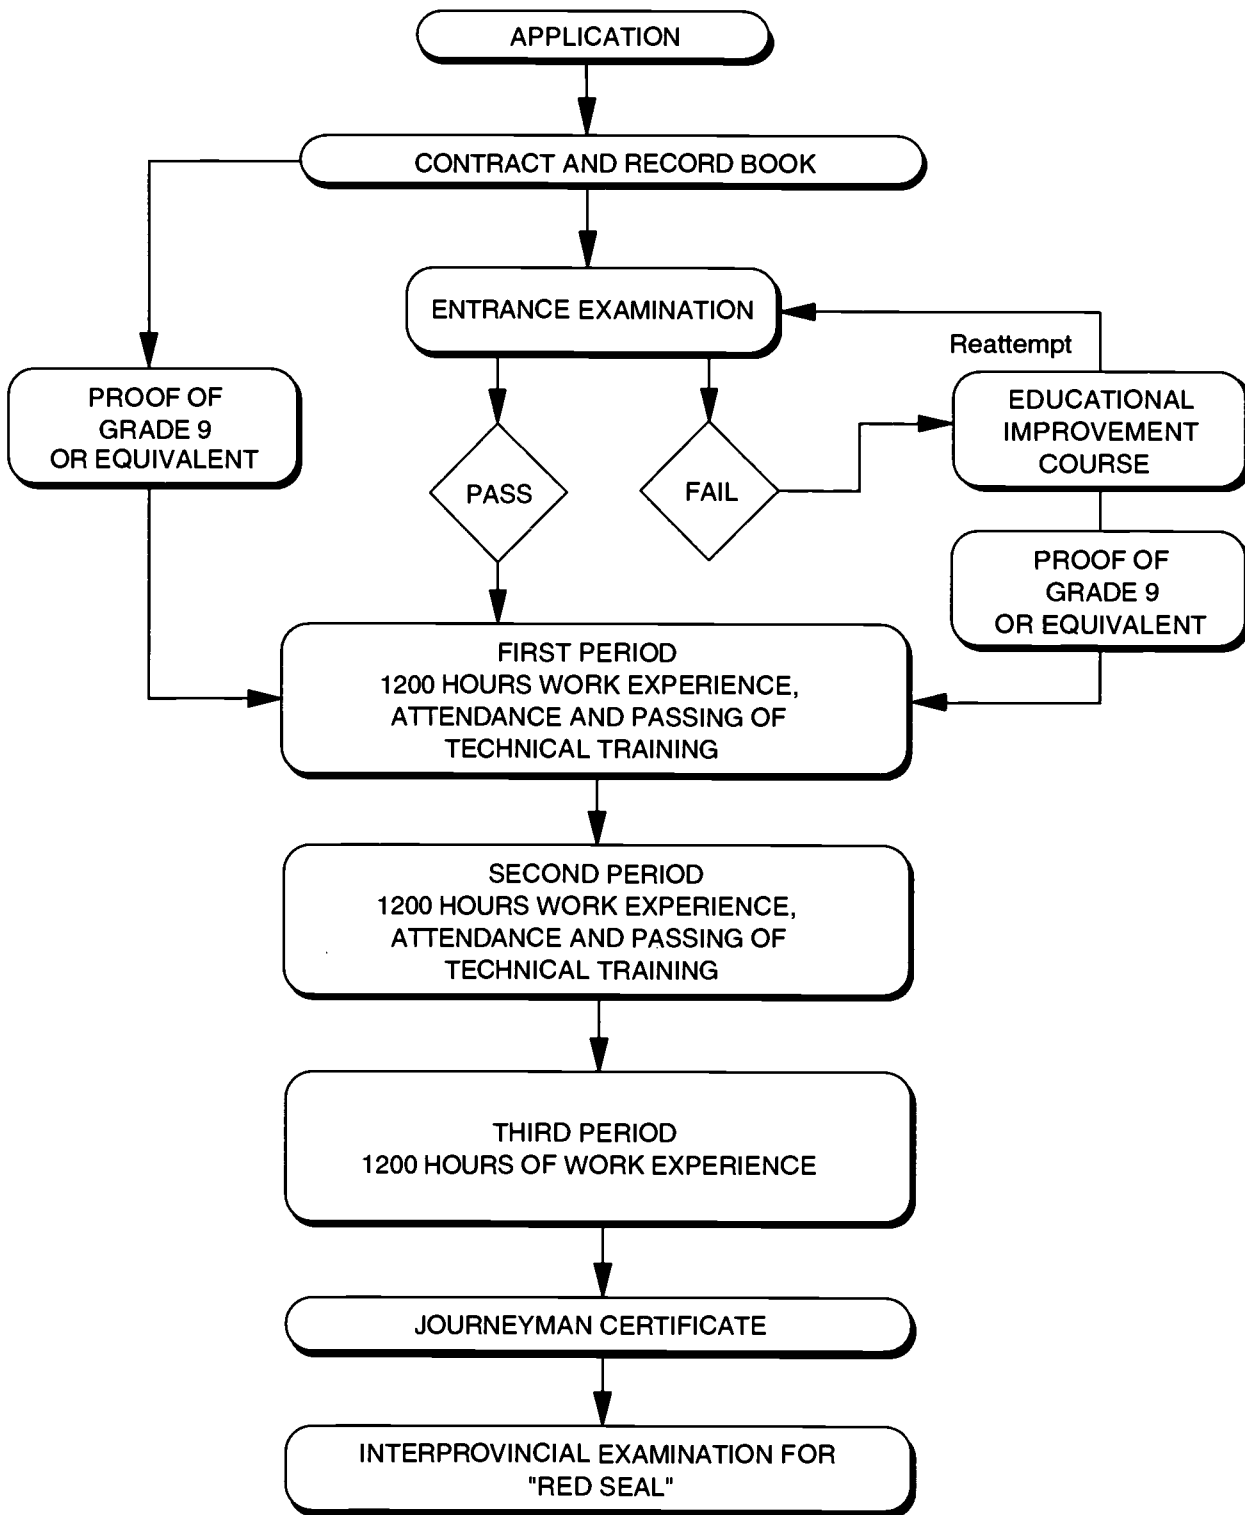 APPLICATION
CONTRACT AND RECORD BOOK
ENTRANCE EXAMINATION
Reattempt
PROOF OF
GRADE 9
OR EQUIVALENT
EDUCATIONAL
IMPROVEMENT
COURSE
PASS
FAIL
PROOF OF
GRADE 9
OR EQUIVALENT
FIRST PERIOD
1200 HOURS WORK EXPERIENCE,
ATTENDANCE AND PASSING OF
TECHNICAL TRAINING
SECOND PERIOD
1200 HOURS WORK EXPERIENCE,
ATTENDANCE AND PASSING OF
TECHNICAL TRAINING
THIRD PERIOD
1200 HOURS OF WORK EXPERIENCE
JOURNEYMAN CERTIFICATE
INTERPROVINCIAL EXAMINATION FOR
"RED SEAL"